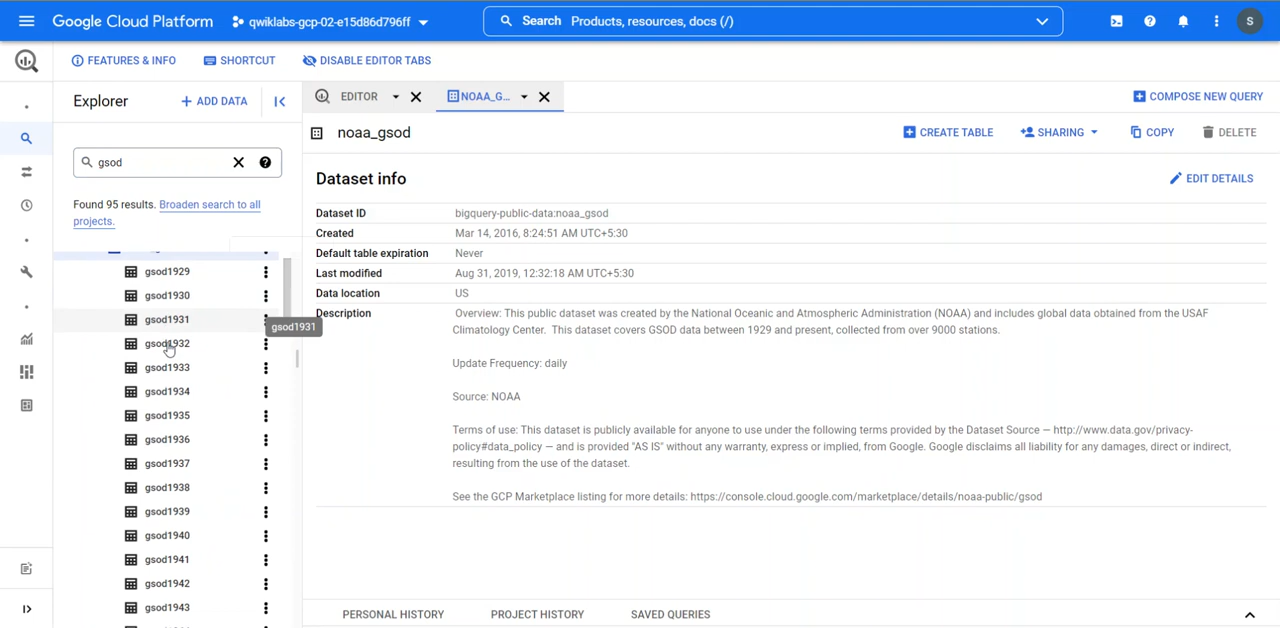 Google Cloud Platform
qwiklabs-gcp-02-e15d86d796ff
Search Products, resources, docs (/)
S
FEATURES & INFO
SHORTCUT
DISABLE EDITOR TABS
Explorer
+ ADD DATA
EDITOR
NOAA_G...
COMPOSE NEW QUERY
gsod
noaa_gsod
CREATE TABLE
SHARING
COPY
DELETE
Found 95 results. Broaden search to all
projects.
gsod1929
gsod1930
gsod1931
gsod1931
gsod1932
gsod1933
gsod1934
gsod1935
gsod1936
gsod1937
gsod1938
gsod1939
gsod1940
gsod1941
gsod1942
gsod1943
Dataset info
EDIT DETAILS
Dataset ID bigquery-public-data:noaa_gsod
Created Mar 14, 2016, 8:24:51 AM UTC+5:30
Default table expiration Never
Last modified Aug 31, 2019, 12:32:18 AM UTC+5:30
Data location US
Description Overview: This public dataset was created by the National Oceanic and Atmospheric Administration (NOAA) and includes global data obtained from the USAF
Climatology Center. This dataset covers GSOD data between 1929 and present, collected from over 9000 stations.
Update Frequency: daily
Source: NOAA
Terms of use: This dataset is publicly available for anyone to use under the following terms provided by the Dataset Source — http://www.data.gov/privacy-
policy#data_policy — and is provided "AS IS" without any warranty, express or implied, from Google. Google disclaims all liability for any damages, direct or indirect,
resulting from the use of the dataset.
See the GCP Marketplace listing for more details: https://console.cloud.google.com/marketplace/details/noaa-public/gsod
PERSONAL HISTORY
PROJECT HISTORY
SAVED QUERIES